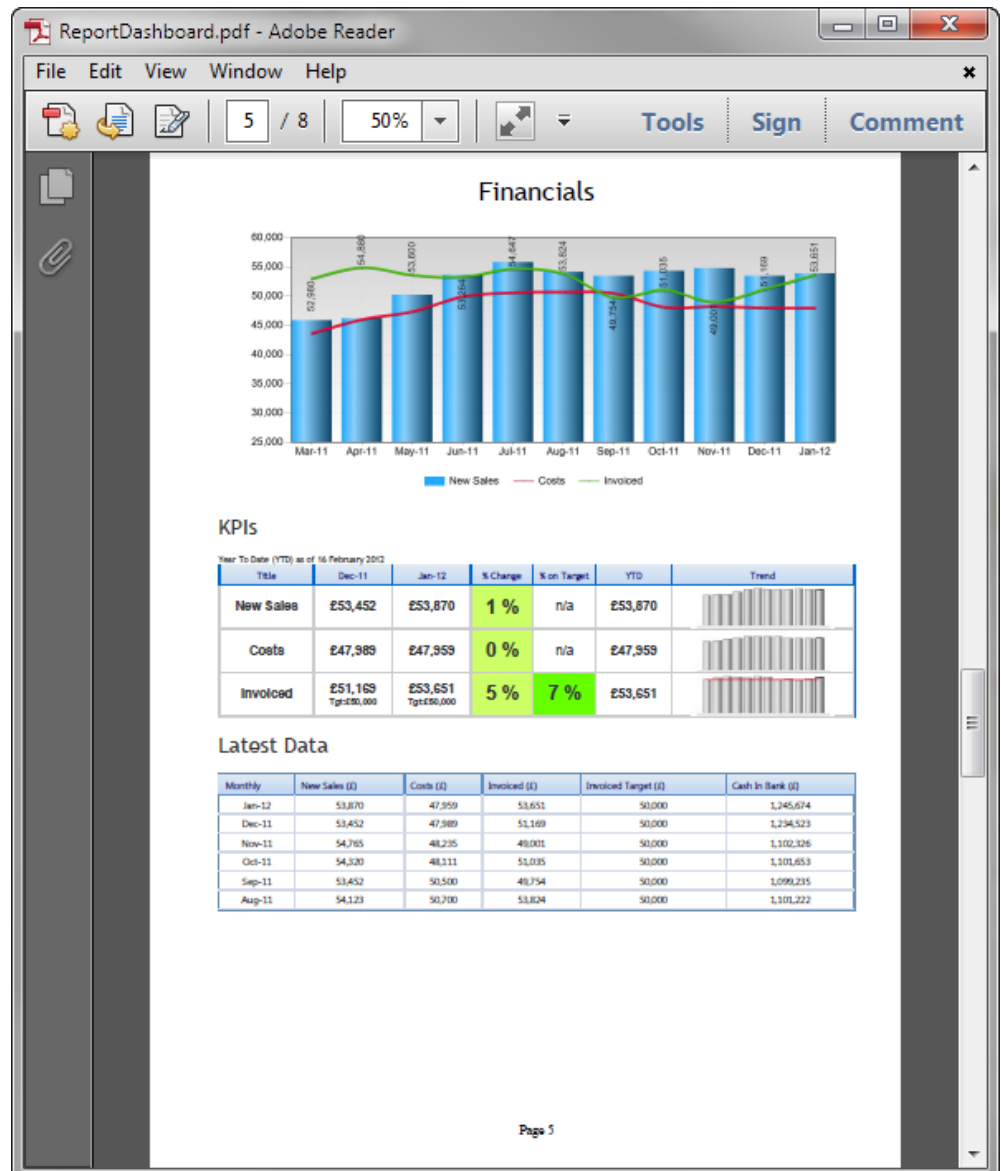 ReportDashboard.pdf - Adobe Reader
File Edit View Window Help
5 / 8 50% Tools Sign Comment
Financials
60,000
55,000
50,000
45,000
40,000
35,000
30,000
25,000
52,980 54,880 53,600 53,264 54,647 53,824 49,754 51,035 49,001 51,169 53,651
Mar-11 Apr-11 May-11 Jun-11 Jul-11 Aug-11 Sep-11 Oct-11 Nov-11 Dec-11 Jan-12
New Sales Costs Invoiced
KPIs
Year To Date (YTD) as of 16 February 2012
Title Dec-11 Jan-12 % Change % on Target YTD Trend
New Sales £53,452 £53,870 1 % n/a £53,870
Costs £47,989 £47,959 0 % n/a £47,959
Invoiced £51,169 £53,651 5 % 7 % £53,651
Tgt:£50,000 Tgt:£50,000
Latest Data
Monthly New Sales (£) Costs (£) Invoiced (£) Invoiced Target (£) Cash In Bank (£)
Jan-12 53,870 47,959 53,651 50,000 1,245,674
Dec-11 53,452 47,989 51,169 50,000 1,234,523
Nov-11 54,765 48,235 49,001 50,000 1,102,326
Oct-11 54,320 48,111 51,035 50,000 1,101,653
Sep-11 53,452 50,500 49,754 50,000 1,099,235
Aug-11 54,123 50,700 53,824 50,000 1,101,222
Page 5